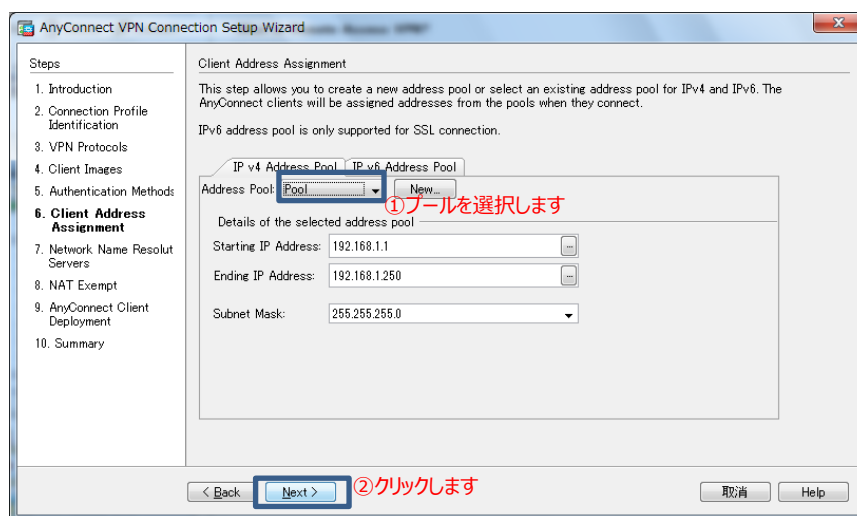 AnyConnect VPN Connection Setup Wizard
Steps
1. Introduction
2. Connection Profile
Identification
3. VPN Protocols
4. Client Images
5. Authentication Methods
6. Client Address
Assignment
7. Network Name Resolut
Servers
8. NAT Exempt
9. AnyConnect Client
Deployment
10. Summary
Client Address Assignment
This step allows you to create a new address pool or select an existing address pool for IPv4 and IPv6. The
AnyConnect clients will be assigned addresses from the pools when they connect.
IPv6 address pool is only supported for SSL connection.
IP v4 Address Pool IP v6 Address Pool
Address Pool: Pool New...
①プールを選択します
Details of the selected address pool
Starting IP Address: 192.168.1.1 ...
Ending IP Address: 192.168.1.250 ...
Subnet Mask: 255.255.255.0
< Back Next > ②クリックします 取消 Help